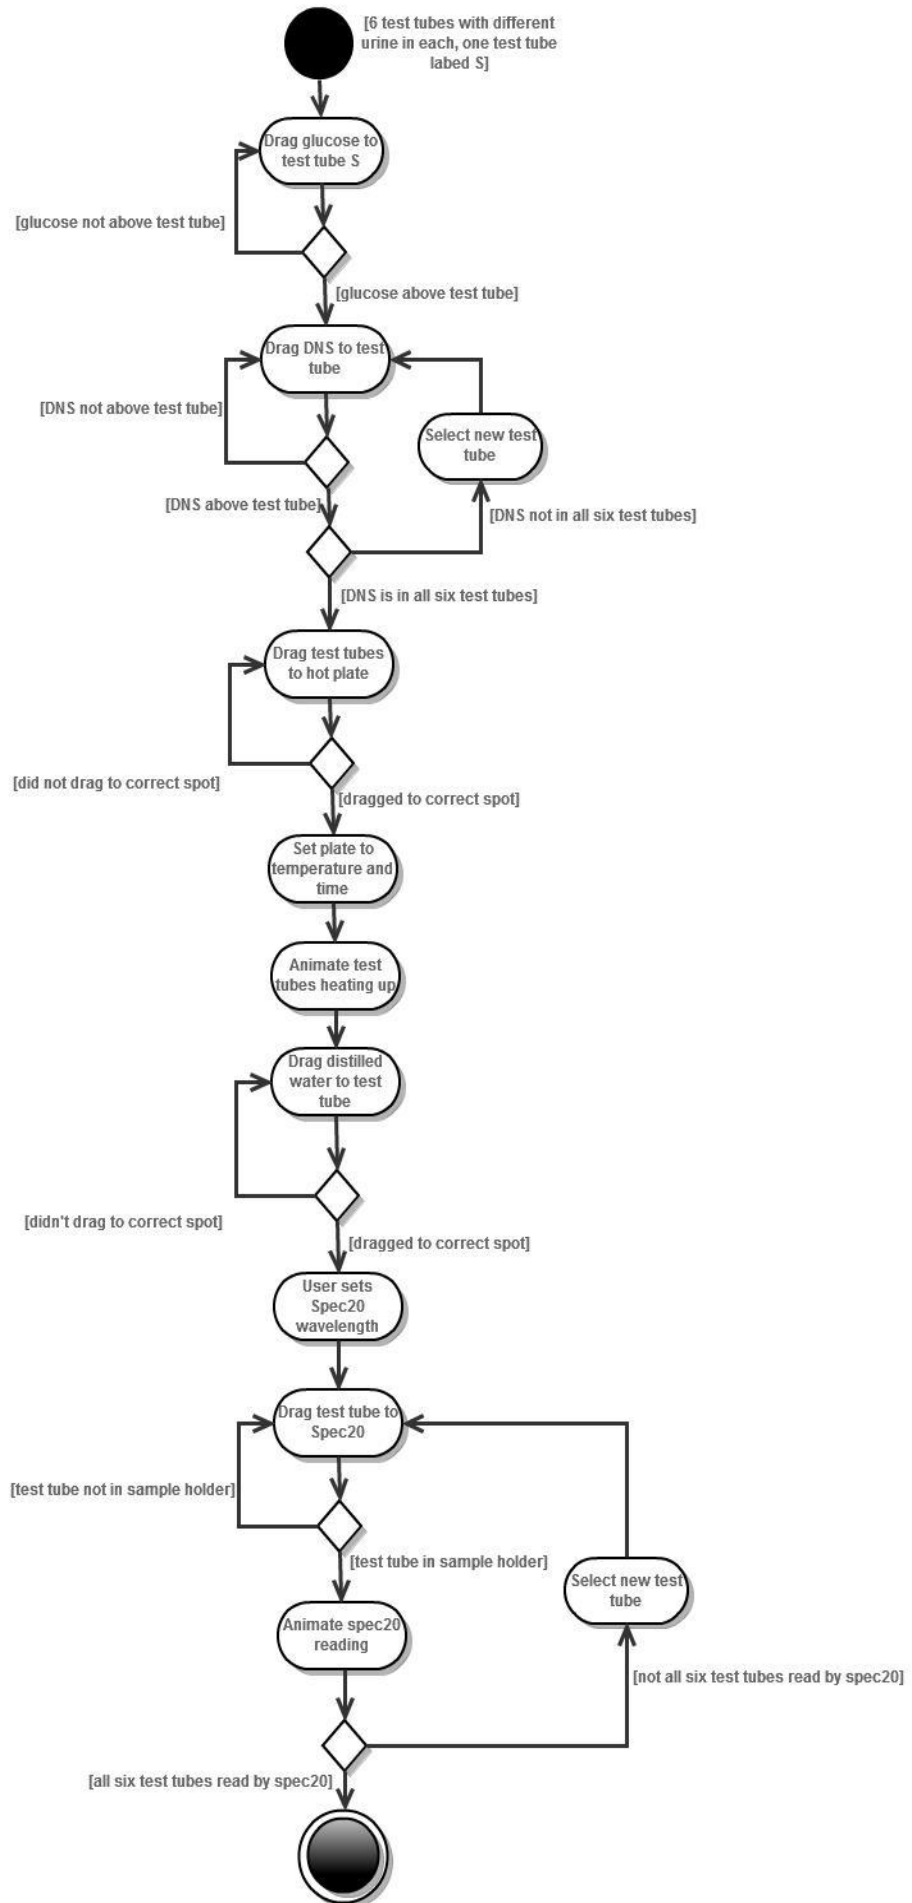 [6 test tubes with different
urine in each, one test tube
labed S]
Drag glucose to
test tube S
[glucose not above test tube]
[glucose above test tube]
Drag DNS to test
tube
[DNS not above test tube]
Select new test
tube
[DNS above test tube]
[DNS not in all six test tubes]
[DNS is in all six test tubes]
Drag test tubes
to hot plate
[did not drag to correct spot]
[dragged to correct spot]
Set plate to
temperature and
time
Animate test
tubes heating up
Drag distilled
water to test
tube
[didn't drag to correct spot]
[dragged to correct spot]
User sets
Spec20
wavelength
Drag test tube to
Spec20
[test tube not in sample holder]
[test tube in sample holder]
Select new test
tube
Animate spec20
reading
[not all six test tubes read by spec20]
[all six test tubes read by spec20]